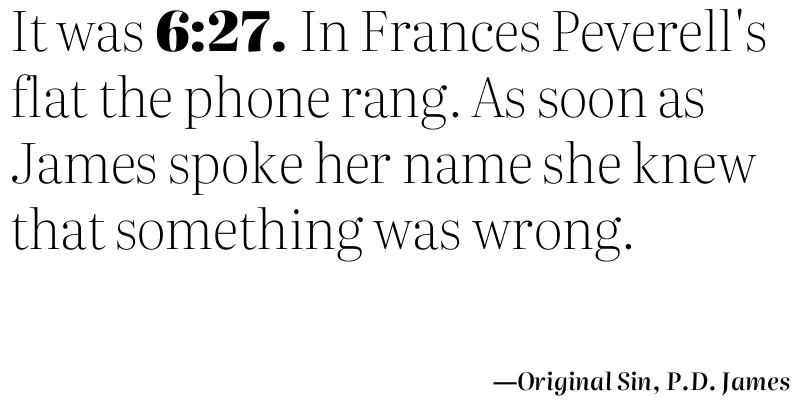 It was 6:27. In Frances Peverell's
flat the phone rang. As soon as
James spoke her name she knew
that something was wrong.
—Original Sin, P.D. James